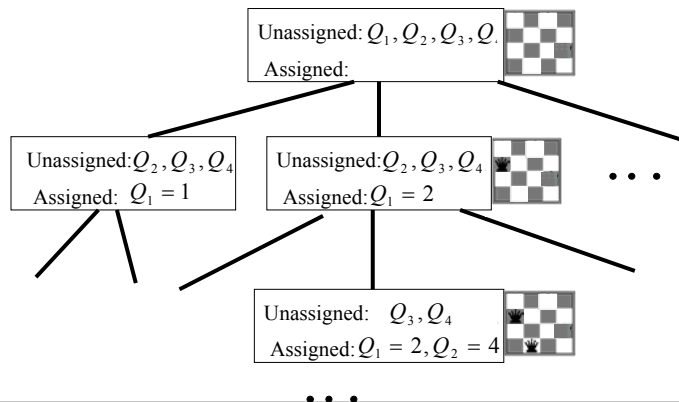 Unassigned: Q₁, Q₂, Q₃, Q
Assigned:
Unassigned: Q₂, Q₃, Q₄
Assigned: Q₁ = 1
Unassigned: Q₂, Q₃, Q₄
Assigned: Q₁ = 2
• • •
Unassigned: Q₃, Q₄
Assigned: Q₁ = 2, Q₂ = 4
• • •